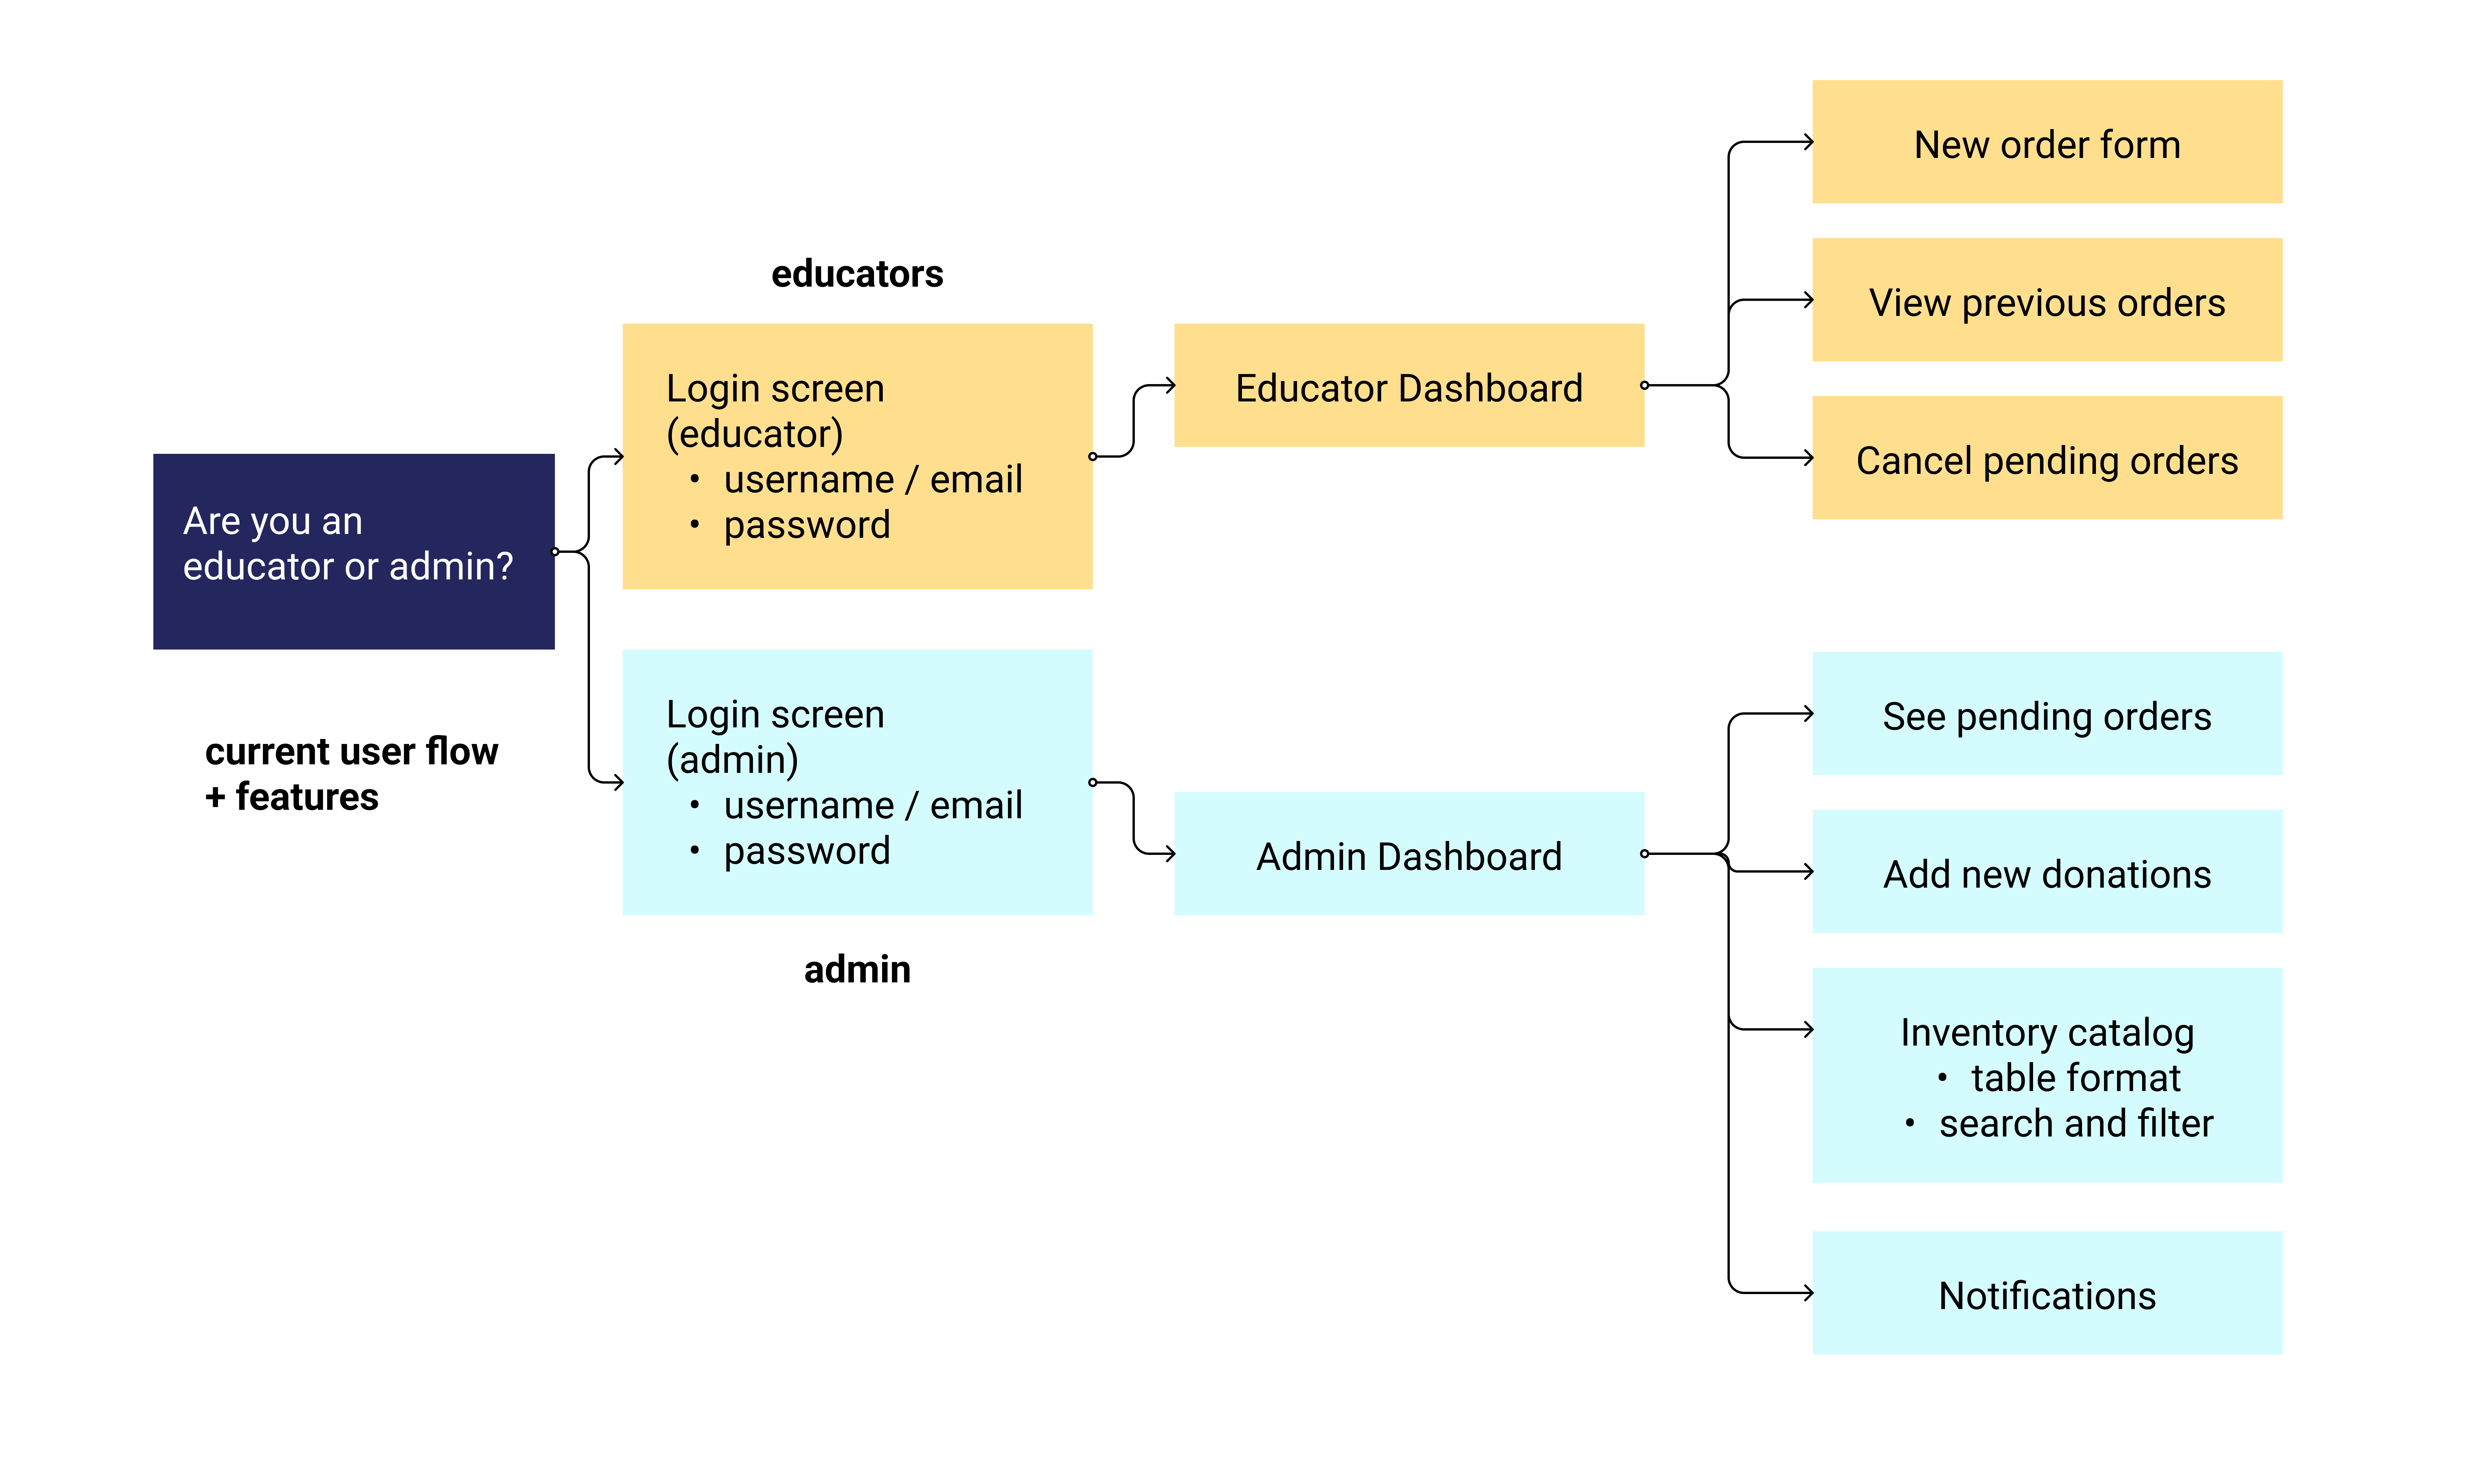 Are you an
educator or admin?
current user flow
+ features
educators
Login screen
(educator)
• username / email
• password
Login screen
(admin)
• username / email
• password
admin
Educator Dashboard
Admin Dashboard
New order form
View previous orders
Cancel pending orders
See pending orders
Add new donations
Inventory catalog
• table format
• search and filter
Notifications